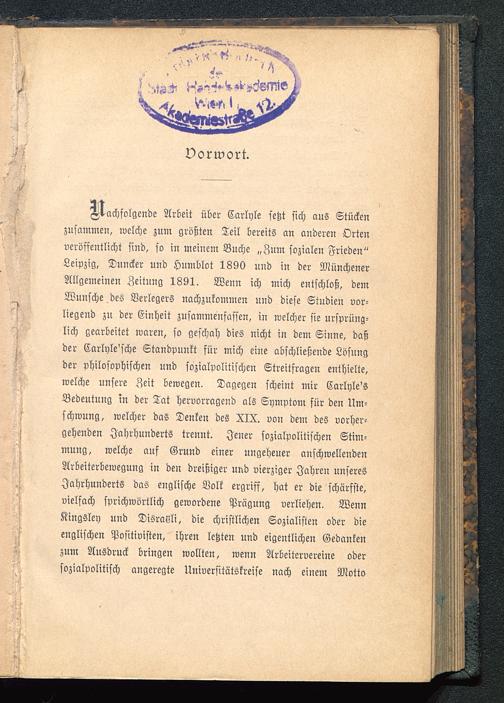 der
Städt. Handelsakademie
Wien I,
Akademiestraße 12.
Vorwort.
Nachfolgende Arbeit über Carlyle setzt sich aus Stücken
zusammen, welche zum größten Teil bereits an anderen Orten
veröffentlicht sind, so in meinem Buche „Zum sozialen Frieden“
Leipzig, Duncker und Humblot 1890 und in der Münchener
Allgemeinen Zeitung 1891. Wenn ich mich entschloß, dem
Wunsche des Verlegers nachzukommen und diese Studien vor-
liegend zu der Einheit zusammenfassen, in welcher sie ursprüng-
lich gearbeitet waren, so geschah dies nicht in dem Sinne, daß
der Carlyle'sche Standpunkt für mich eine abschließende Lösung
der philosophischen und sozialpolitischen Streitfragen enthielte,
welche unsere Zeit bewegen. Dagegen scheint mir Carlyle's
Bedeutung in der Tat hervorragend als Symptom für den Um-
schwung, welcher das Denken des XIX. von dem des vorher-
gehenden Jahrhunderts trennt. Jener sozialpolitischen Stim-
mung, welche auf Grund einer ungeheuer anschwellenden
Arbeiterbewegung in den dreißiger und vierziger Jahren unseres
Jahrhunderts das englische Volk ergriff, hat er die schärfste,
vielfach sprichwörtlich gewordene Prägung verliehen. Wenn
Kingsley und Disraëli, die christlichen Sozialisten oder die
englischen Positivisten, ihren letzten und eigentlichen Gedanken
zum Ausdruck bringen wollten, wenn Arbeitervereine oder
sozialpolitisch angeregte Universitätskreise nach einem Motto